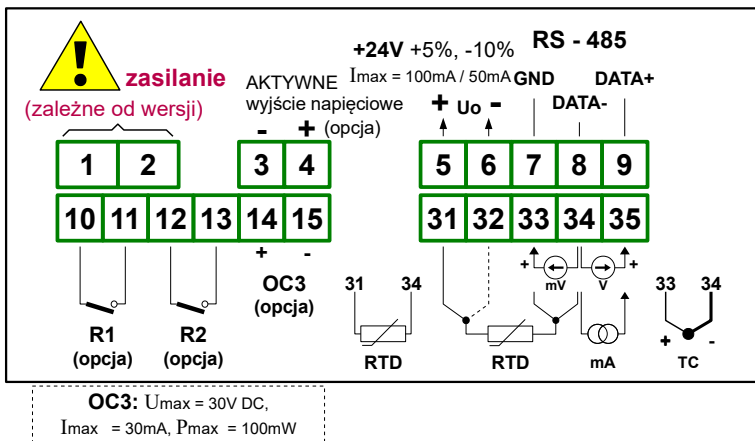 zasilanie
(zależne od wersji)
AKTYWNE
wyjście napięciowe
(opcja)
- +
+24V +5%, -10%
Imax = 100mA / 50mA
+ Uo -
RS - 485
GND DATA+
DATA-
1 2 3 4 5 6 7 8 9
10 11 12 13 14 15 31 32 33 34 35
+ -
OC3
(opcja)
R1
(opcja)
R2
(opcja)
31 34
RTD
RTD
+ mV
V +
mA
33 34
+ -
TC
OC3: Umax = 30V DC,
Imax = 30mA, Pmax = 100mW